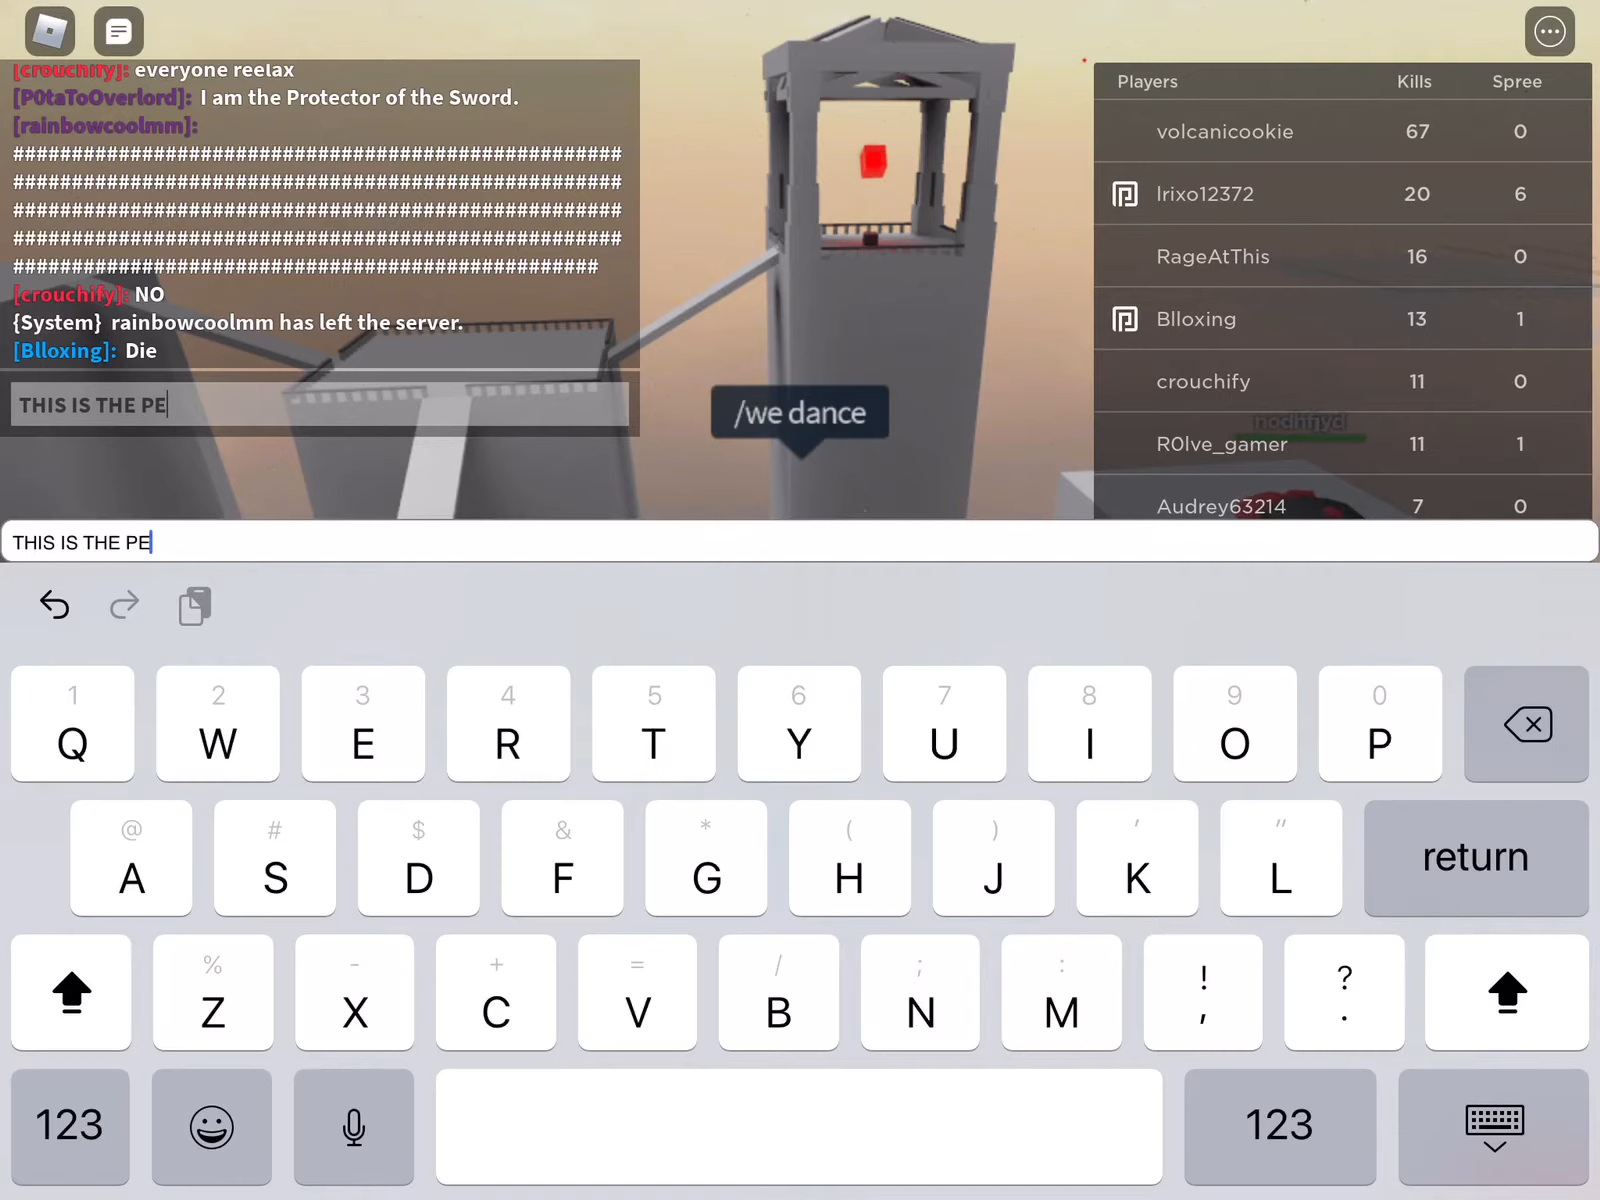 [crouchify]: everyone reelax
[P0taToOverlord]: I am the Protector of the Sword.
[rainbowcoolmm]:
####################################################
####################################################
####################################################
####################################################
##################################################
[crouchify]: NO
{System} rainbowcoolmm has left the server.
[Blloxing]: Die
THIS IS THE PE
/we dance
Players Kills Spree
volcanicookie 67 0
lrixo12372 20 6
RageAtThis 16 0
Blloxing 13 1
crouchify 11 0
nodhfjyd
R0lve_gamer 11 1
Audrey63214 7 0
THIS IS THE PE
1 2 3 4 5 6 7 8 9 0
Q W E R T Y U I O P
@ # $ & * ( ) ' "
A S D F G H J K L return
% - + = / ; : ! ?
Z X C V B N M , .
123 123